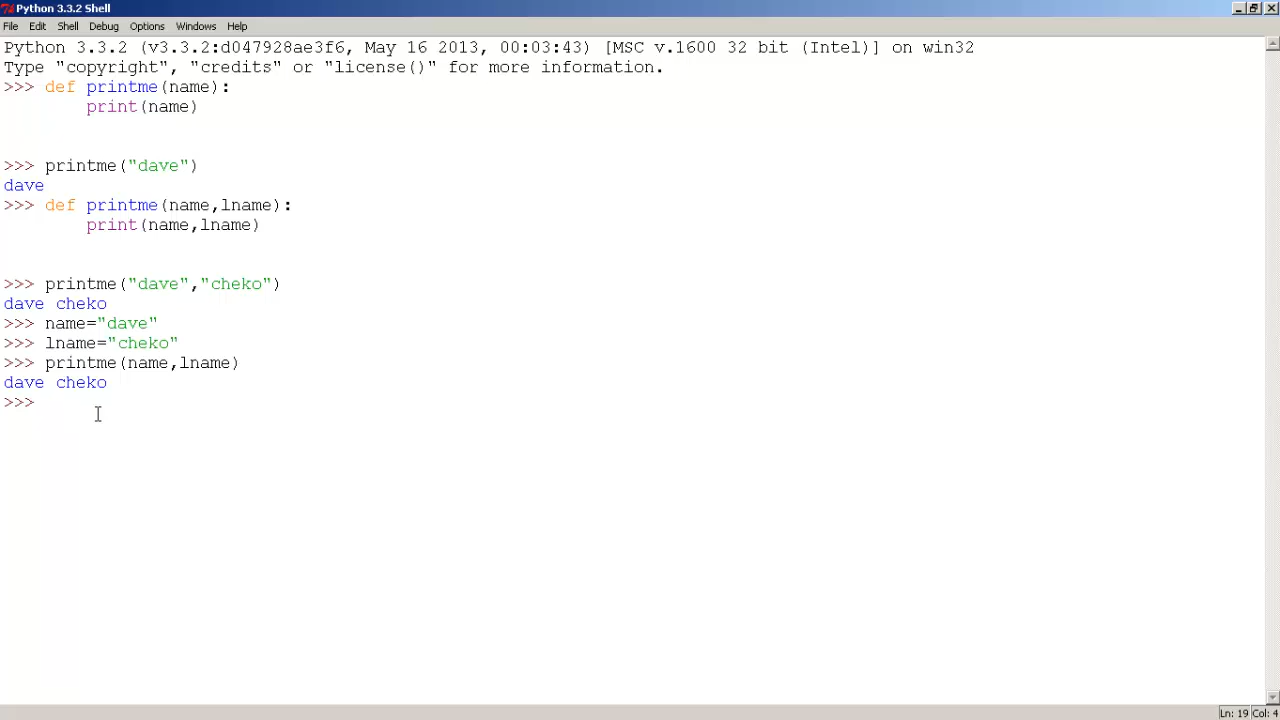 Python 3.3.2 Shell
File Edit Shell Debug Options Windows Help
Python 3.3.2 (v3.3.2:d047928ae3f6, May 16 2013, 00:03:43) [MSC v.1600 32 bit (Intel)] on win32
Type "copyright", "credits" or "license()" for more information.
>>> def printme(name):
        print(name)
>>> printme("dave")
dave
>>> def printme(name,lname):
        print(name,lname)
>>> printme("dave","cheko")
dave cheko
>>> name="dave"
>>> lname="cheko"
>>> printme(name,lname)
dave cheko
>>>
Ln: 19 Col: 4